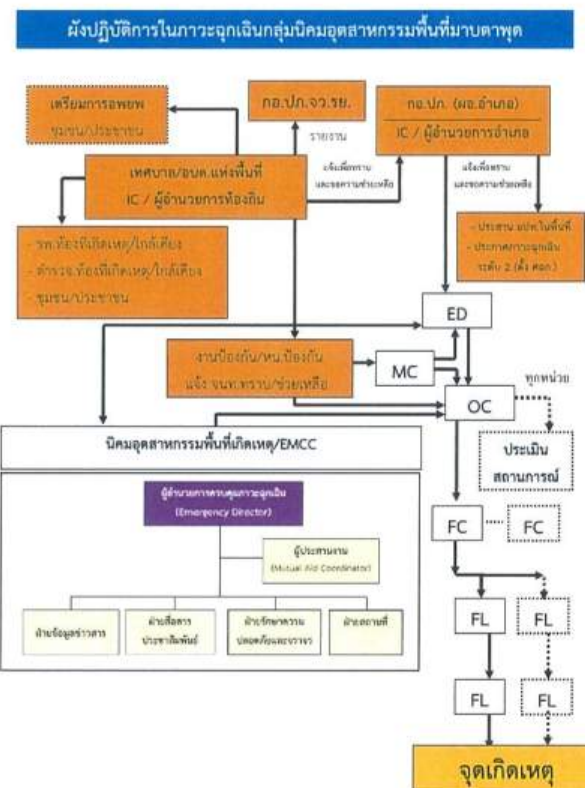 ผังปฏิบัติการในภาวะฉุกเฉินกลุ่มนิคมอุตสาหกรรมพื้นที่มาบตาพุด
เตรียมการอพยพ
ชุมชน/ประชาชน
กอ.ปภ.จว.รย.
กอ.ปภ. (ผอ.อำเภอ)
IC / ผู้อำนวยการอำเภอ
รายงาน
เทศบาล/อบต.แห่งพื้นที่
IC / ผู้อำนวยการท้องถิ่น
แจ้งเพื่อทราบ
และขอความช่วยเหลือ
แจ้งเพื่อทราบ
และขอความช่วยเหลือ
- รพ.ท้องที่เกิดเหตุ/ใกล้เคียง
- ตำรวจท้องที่เกิดเหตุ/ใกล้เคียง
- ชุมชน/ประชาชน
- ประสาน อปท.ในพื้นที่
- ประกาศภาวะฉุกเฉิน
ระดับ 2 (ตั้ง ศอก.)
ED
งานป้องกัน/หน.ป้องกัน
แจ้ง จนท.ทราบ/ช่วยเหลือ
MC
OC
ทุกหน่วย
นิคมอุตสาหกรรมพื้นที่เกิดเหตุ/EMCC
ประเมิน
สถานการณ์
ผู้อำนวยการควบคุมภาวะฉุกเฉิน
(Emergency Director)
ผู้ประสานงาน
(Mutual Aid Coordinator)
FC
FC
ฝ่ายข้อมูลข่าวสาร
ฝ่ายสื่อสาร
ประชาสัมพันธ์
ฝ่ายรักษาความ
ปลอดภัยและจราจร
ฝ่ายสถานที่
FL
FL
FL
FL
จุดเกิดเหตุ